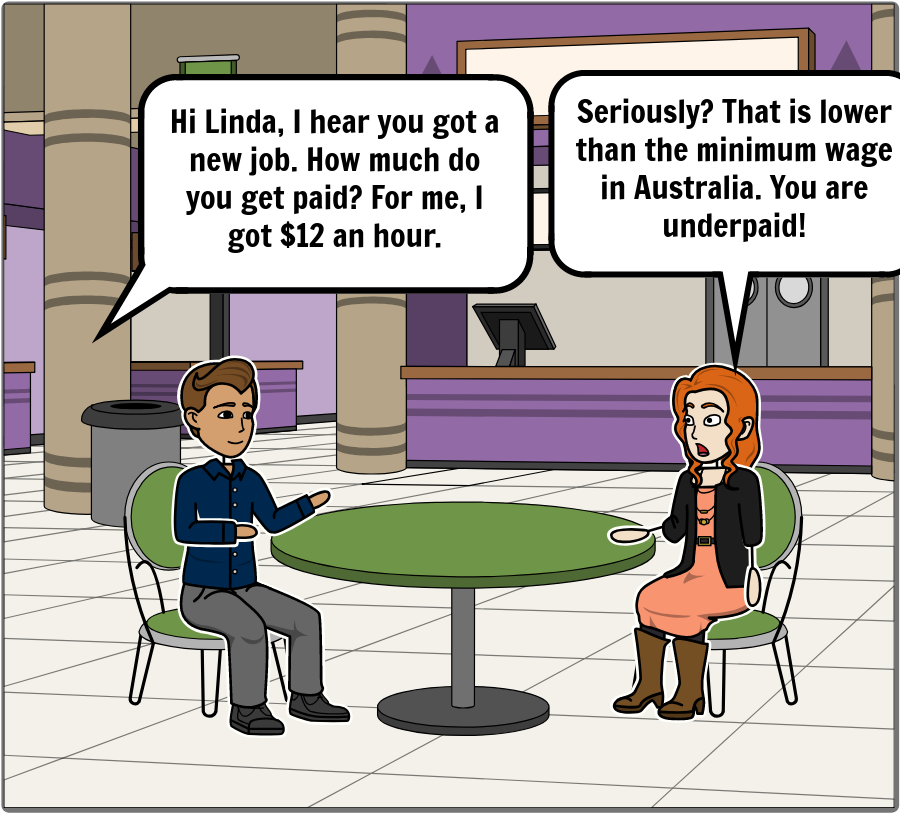 Hi Linda, I hear you got a
new job. How much do
you get paid? For me, I
got $12 an hour.
Seriously? That is lower
than the minimum wage
in Australia. You are
underpaid!